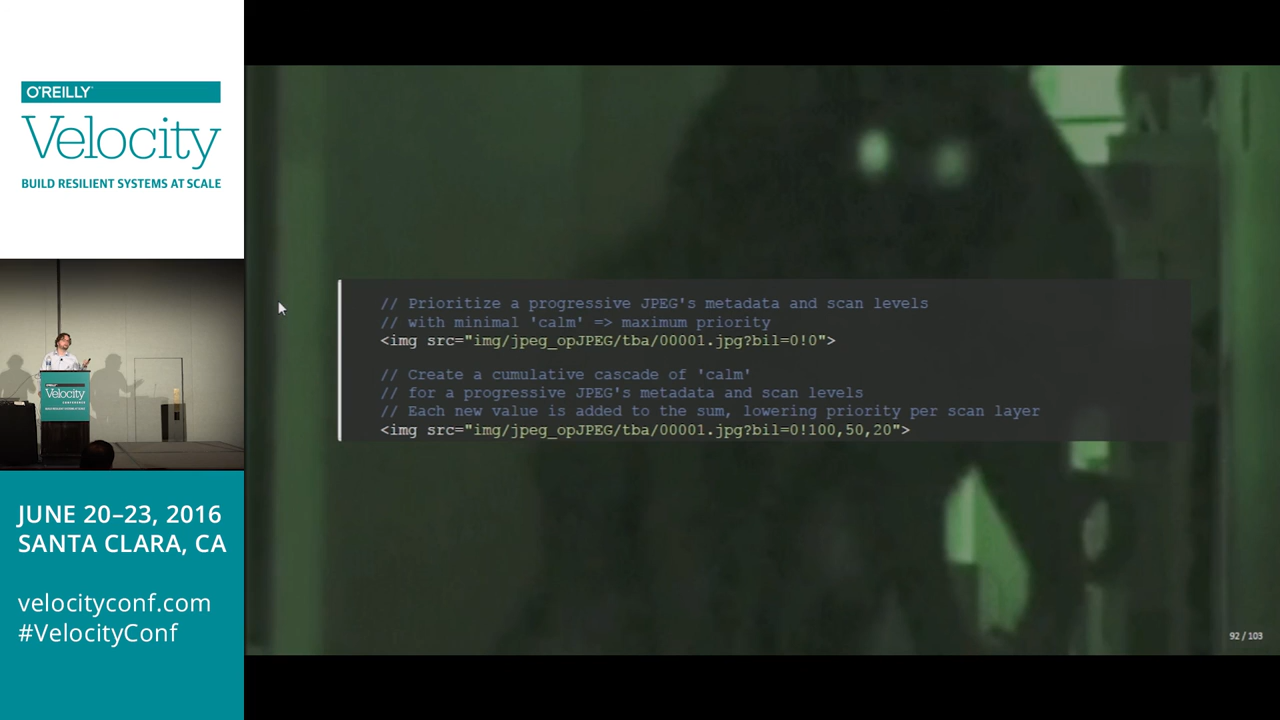 O'REILLY
Velocity
BUILD RESILIENT SYSTEMS AT SCALE
Velocity
JUNE 20–23, 2016
SANTA CLARA, CA
velocityconf.com
#VelocityConf
// Prioritize a progressive JPEG's metadata and scan levels
// with minimal 'calm' => maximum priority
<img src="img/jpeg_opJPEG/tba/00001.jpg?bil=0!0">
// Create a cumulative cascade of 'calm'
// for a progressive JPEG's metadata and scan levels
// Each new value is added to the sum, lowering priority per scan layer
<img src="img/jpeg_opJPEG/tba/00001.jpg?bil=0!100,50,20">
92 / 103